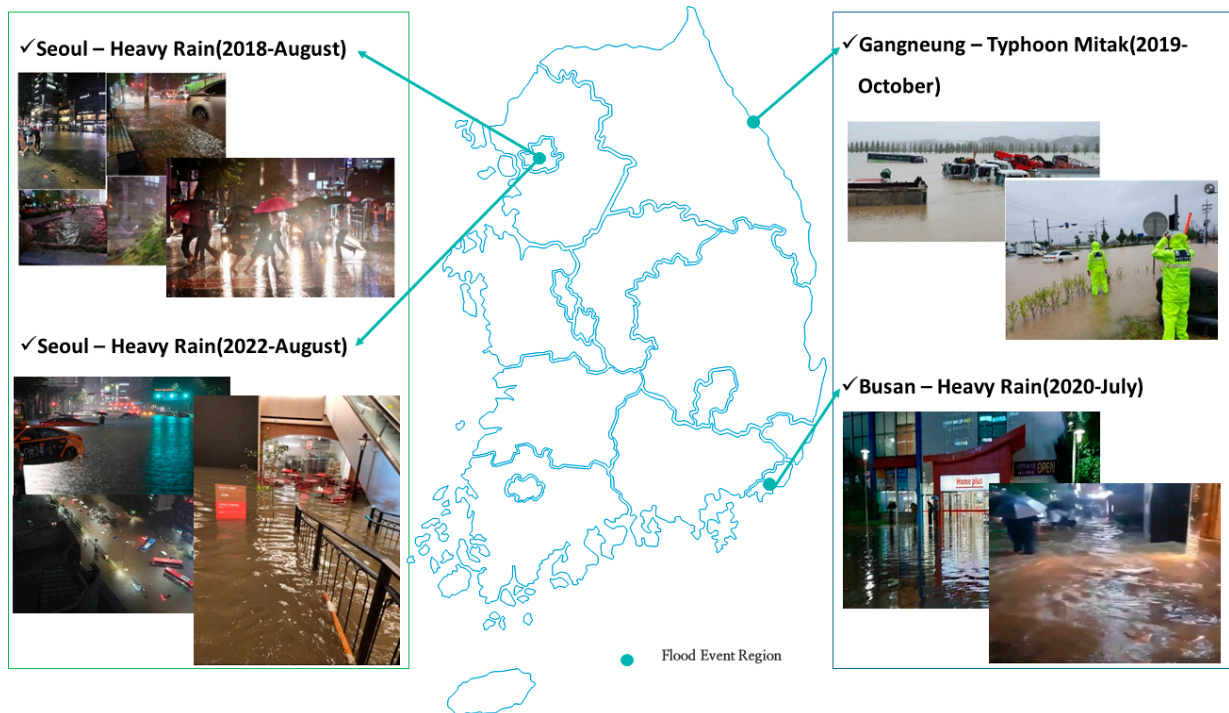 ✓Seoul – Heavy Rain(2018-August)
✓Seoul – Heavy Rain(2022-August)
✓Gangneung – Typhoon Mitak(2019-
October)
✓Busan – Heavy Rain(2020-July)
OPEN
Home plus
Flood Event Region